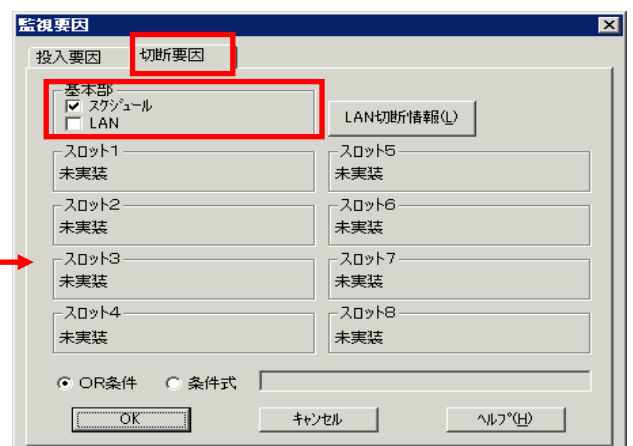 監視要因
投入要因 切断要因
基本部
スケジュール
LAN
LAN切断情報(L)
スロット1
未実装
スロット5
未実装
スロット2
未実装
スロット6
未実装
スロット3
未実装
スロット7
未実装
スロット4
未実装
スロット8
未実装
OR条件 条件式
OK キャンセル ヘルプ(H)